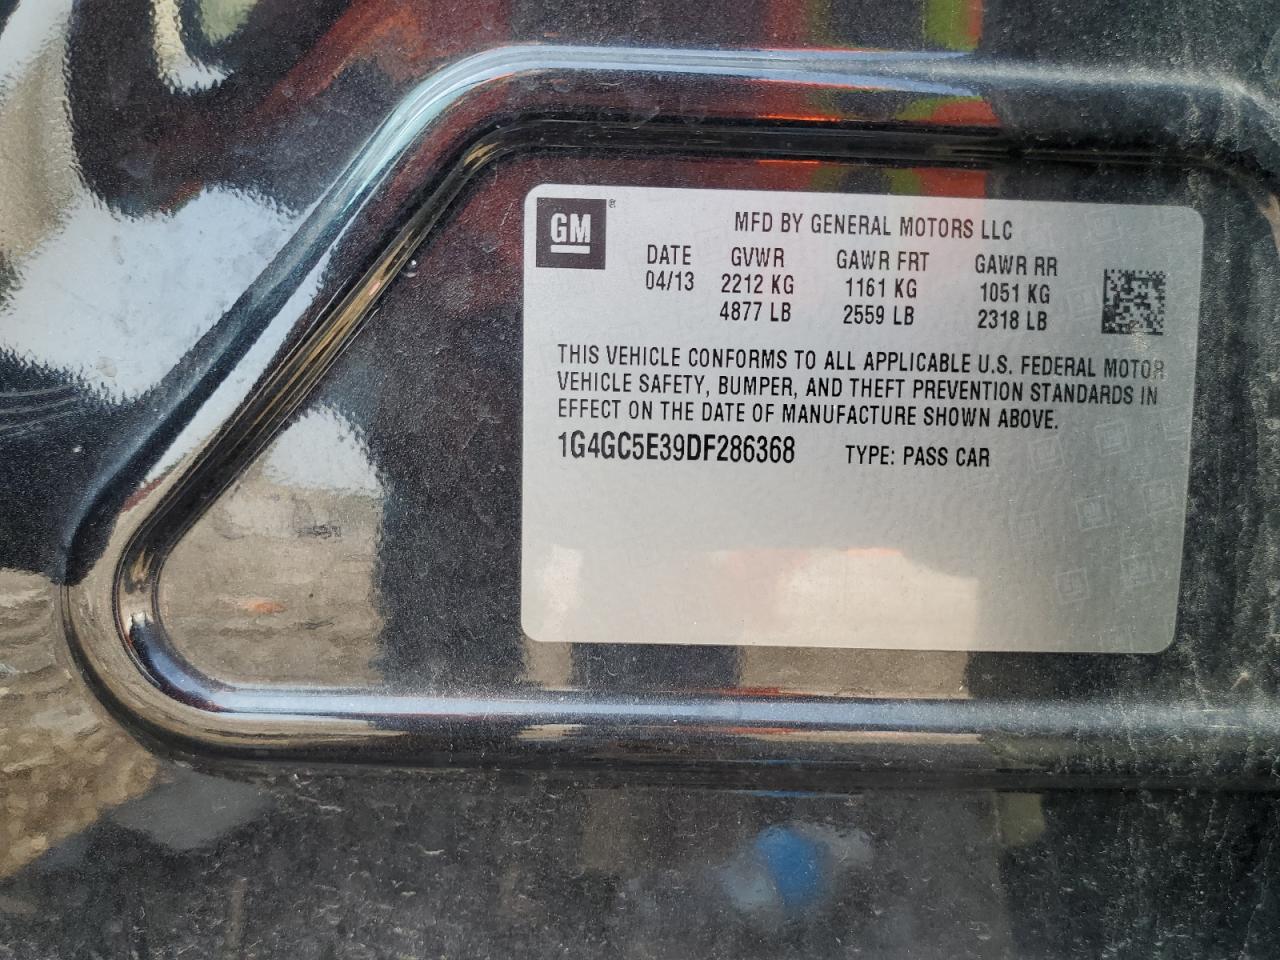 GM®
MFD BY GENERAL MOTORS LLC
DATE GVWR GAWR FRT GAWR RR
04/13 2212 KG 1161 KG 1051 KG
4877 LB 2559 LB 2318 LB
THIS VEHICLE CONFORMS TO ALL APPLICABLE U.S. FEDERAL MOTOR
VEHICLE SAFETY, BUMPER, AND THEFT PREVENTION STANDARDS IN
EFFECT ON THE DATE OF MANUFACTURE SHOWN ABOVE.
1G4GC5E39DF286368 TYPE: PASS CAR